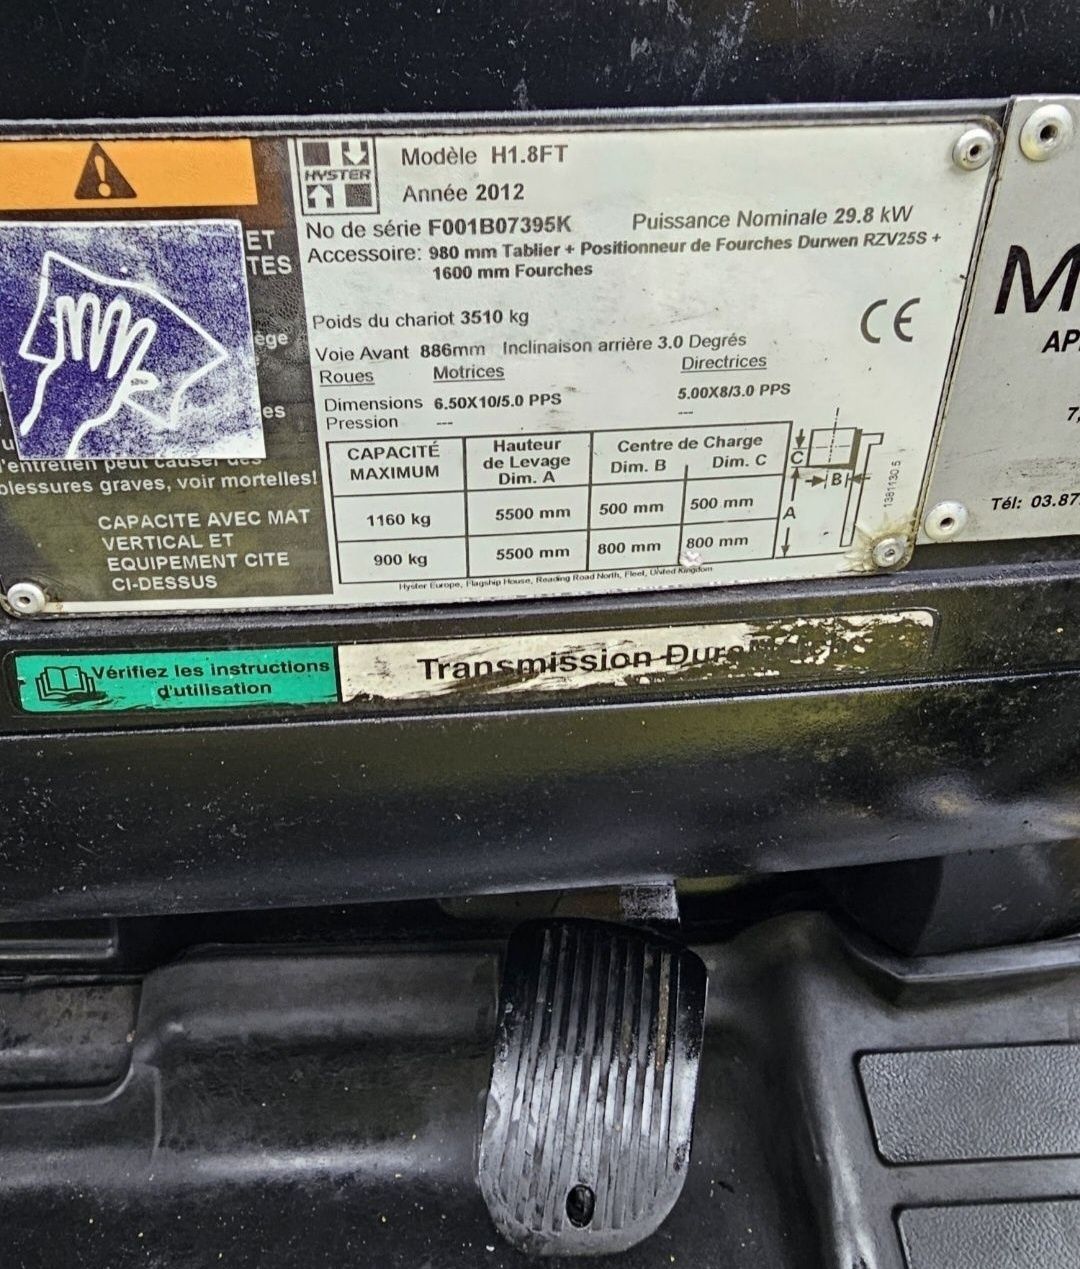 HYSTER
Modèle H1.8FT
Année 2012
No de série F001B07395K
Puissance Nominale 29.8 kW
Accessoire: 980 mm Tablier + Positionneur de Fourches Durwen RZV25S +
1600 mm Fourches
Poids du chariot 3510 kg
Voie Avant 886mm Inclinaison arrière 3.0 Degrés
Roues Motrices Directrices
Dimensions 6.50X10/5.0 PPS 5.00X8/3.0 PPS
Pression --- ---
CAPACITÉ
MAXIMUM
Hauteur
de Levage
Dim. A
Centre de Charge
Dim. B Dim. C
1160 kg 5500 mm 500 mm 500 mm
900 kg 5500 mm 800 mm 800 mm
C
B
A
1381130 5
Hyster Europe, Flagship House, Reading Road North, Fleet, United Kingdom
CE
ET
TES
ège
es
l'entretien peut causer des
blessures graves, voir mortelles!
CAPACITE AVEC MAT
VERTICAL ET
EQUIPEMENT CITE
CI-DESSUS
M
AP
7,
Tél: 03.87
Vérifiez les instructions
d'utilisation
Transmission Dura